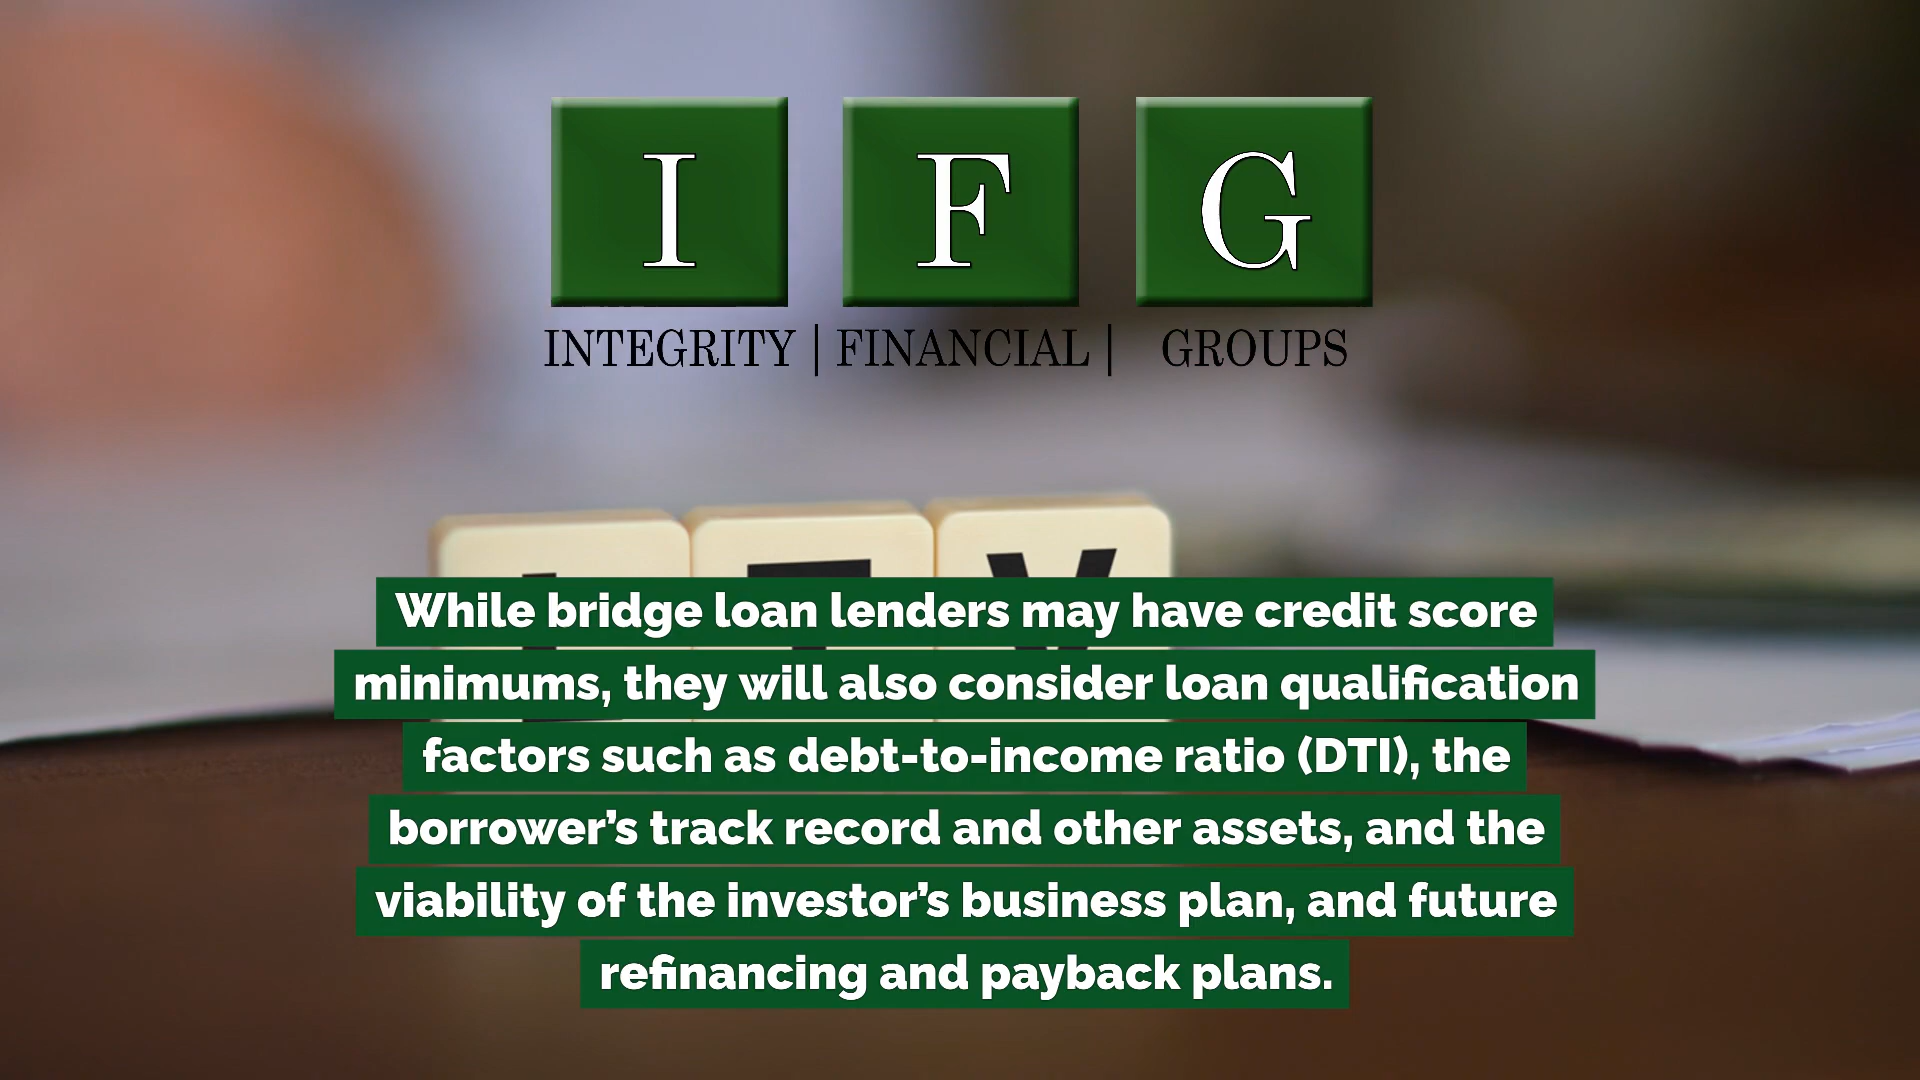 I F G
INTEGRITY | FINANCIAL | GROUPS
While bridge loan lenders may have credit score
minimums, they will also consider loan qualification
factors such as debt-to-income ratio (DTI), the
borrower’s track record and other assets, and the
viability of the investor’s business plan, and future
refinancing and payback plans.